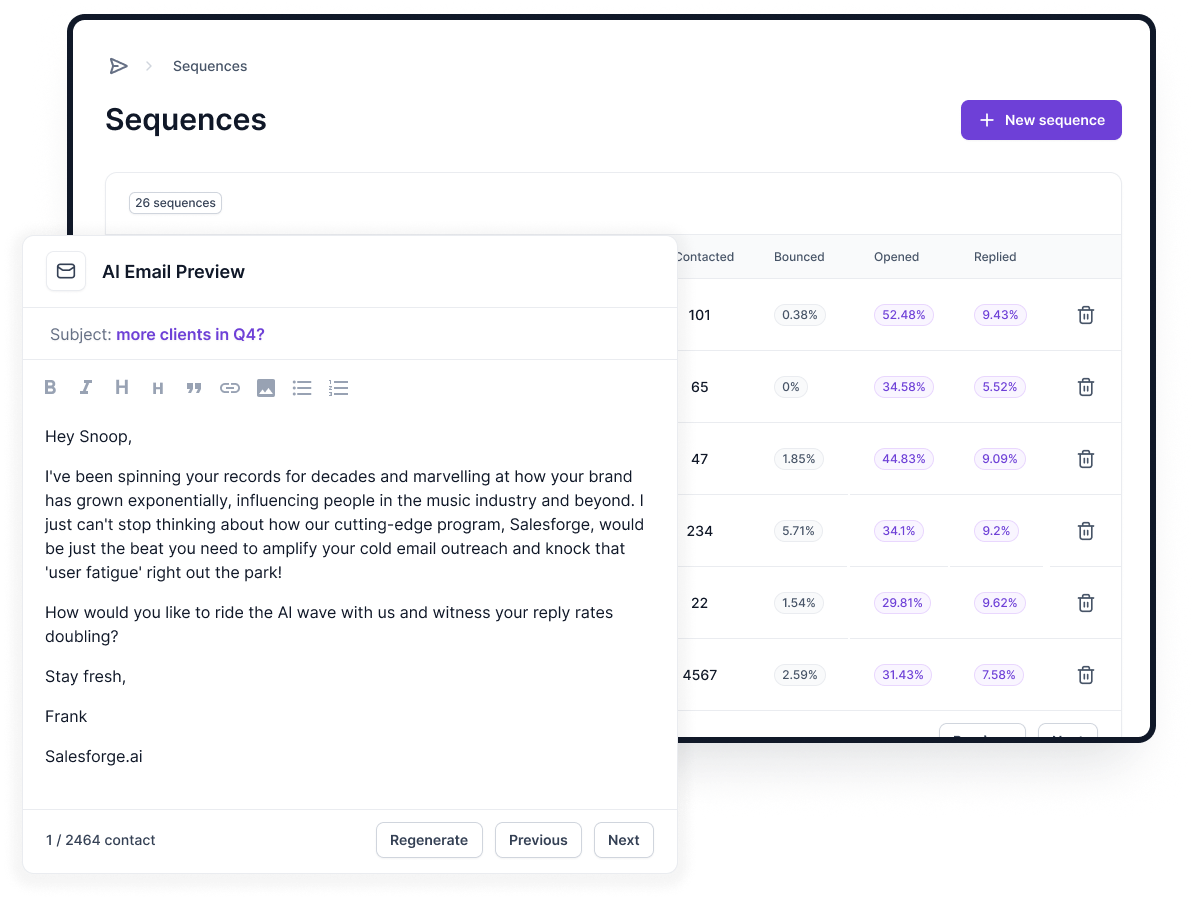 Sequences
Sequences
New sequence
26 sequences
Contacted Bounced Opened Replied
101 0.38% 52.48% 9.43%
65 0% 34.58% 5.52%
47 1.85% 44.83% 9.09%
234 5.71% 34.1% 9.2%
22 1.54% 29.81% 9.62%
4567 2.59% 31.43% 7.58%
AI Email Preview
Subject: more clients in Q4?
B I H H
Hey Snoop,
I've been spinning your records for decades and marvelling at how your brand
has grown exponentially, influencing people in the music industry and beyond. I
just can't stop thinking about how our cutting-edge program, Salesforge, would
be just the beat you need to amplify your cold email outreach and knock that
'user fatigue' right out the park!
How would you like to ride the AI wave with us and witness your reply rates
doubling?
Stay fresh,
Frank
Salesforge.ai
1 / 2464 contact
Regenerate Previous Next